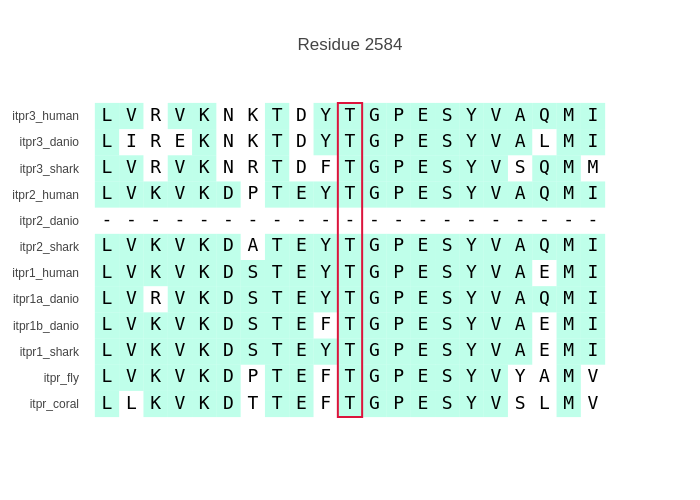 Residue 2584
itpr3_human L V R V K N K T D Y T G P E S Y V A Q M I
itpr3_danio L I R E K N K T D Y T G P E S Y V A L M I
itpr3_shark L V R V K N R T D F T G P E S Y V S Q M M
itpr2_human L V K V K D P T E Y T G P E S Y V A Q M I
itpr2_danio - - - - - - - - - - - - - - - - - - - - -
itpr2_shark L V K V K D A T E Y T G P E S Y V A Q M I
itpr1_human L V K V K D S T E Y T G P E S Y V A E M I
itpr1a_danio L V R V K D S T E Y T G P E S Y V A Q M I
itpr1b_danio L V K V K D S T E F T G P E S Y V A E M I
itpr1_shark L V K V K D S T E Y T G P E S Y V A E M I
itpr_fly L V K V K D P T E F T G P E S Y V Y A M V
itpr_coral L L K V K D T T E F T G P E S Y V S L M V